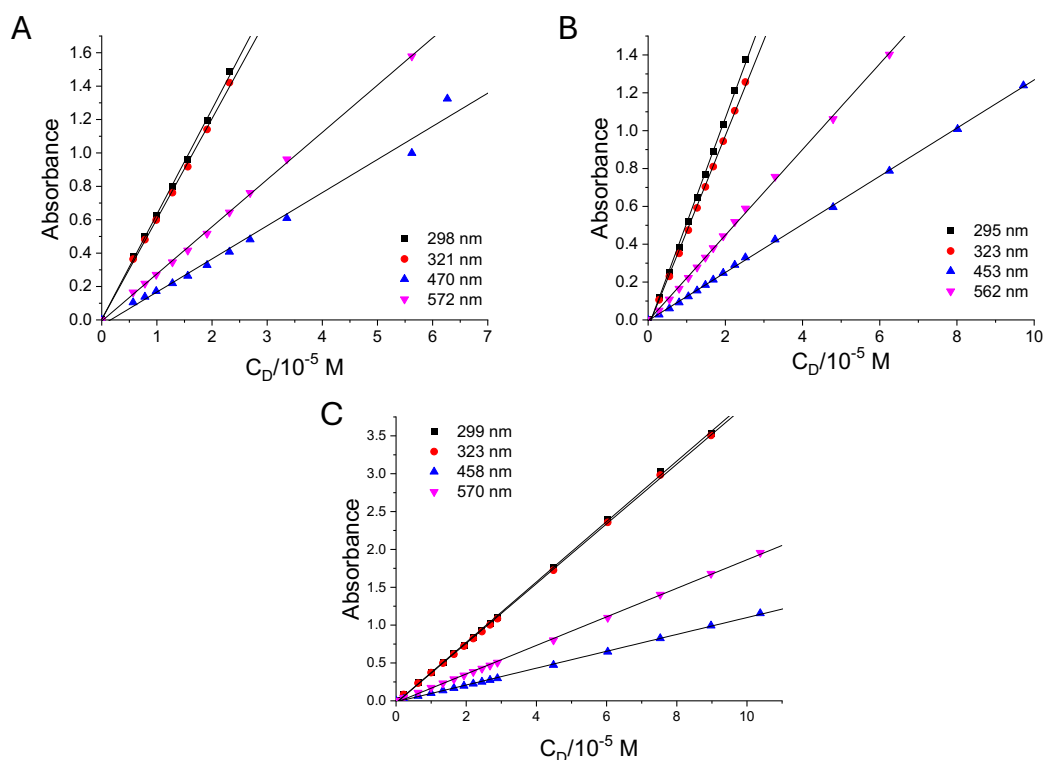 A
Absorbance
1.6
1.4
1.2
1.0
0.8
0.6
0.4
0.2
0.0
0 1 2 3 4 5 6 7
C_D/10^-5 M
298 nm
321 nm
470 nm
572 nm
B
Absorbance
1.4
1.2
1.0
0.8
0.6
0.4
0.2
0.0
0 2 4 6 8 10
C_D/10^-5 M
295 nm
323 nm
453 nm
562 nm
C
Absorbance
3.5
3.0
2.5
2.0
1.5
1.0
0.5
0.0
0 2 4 6 8 10
C_D/10^-5 M
299 nm
323 nm
458 nm
570 nm